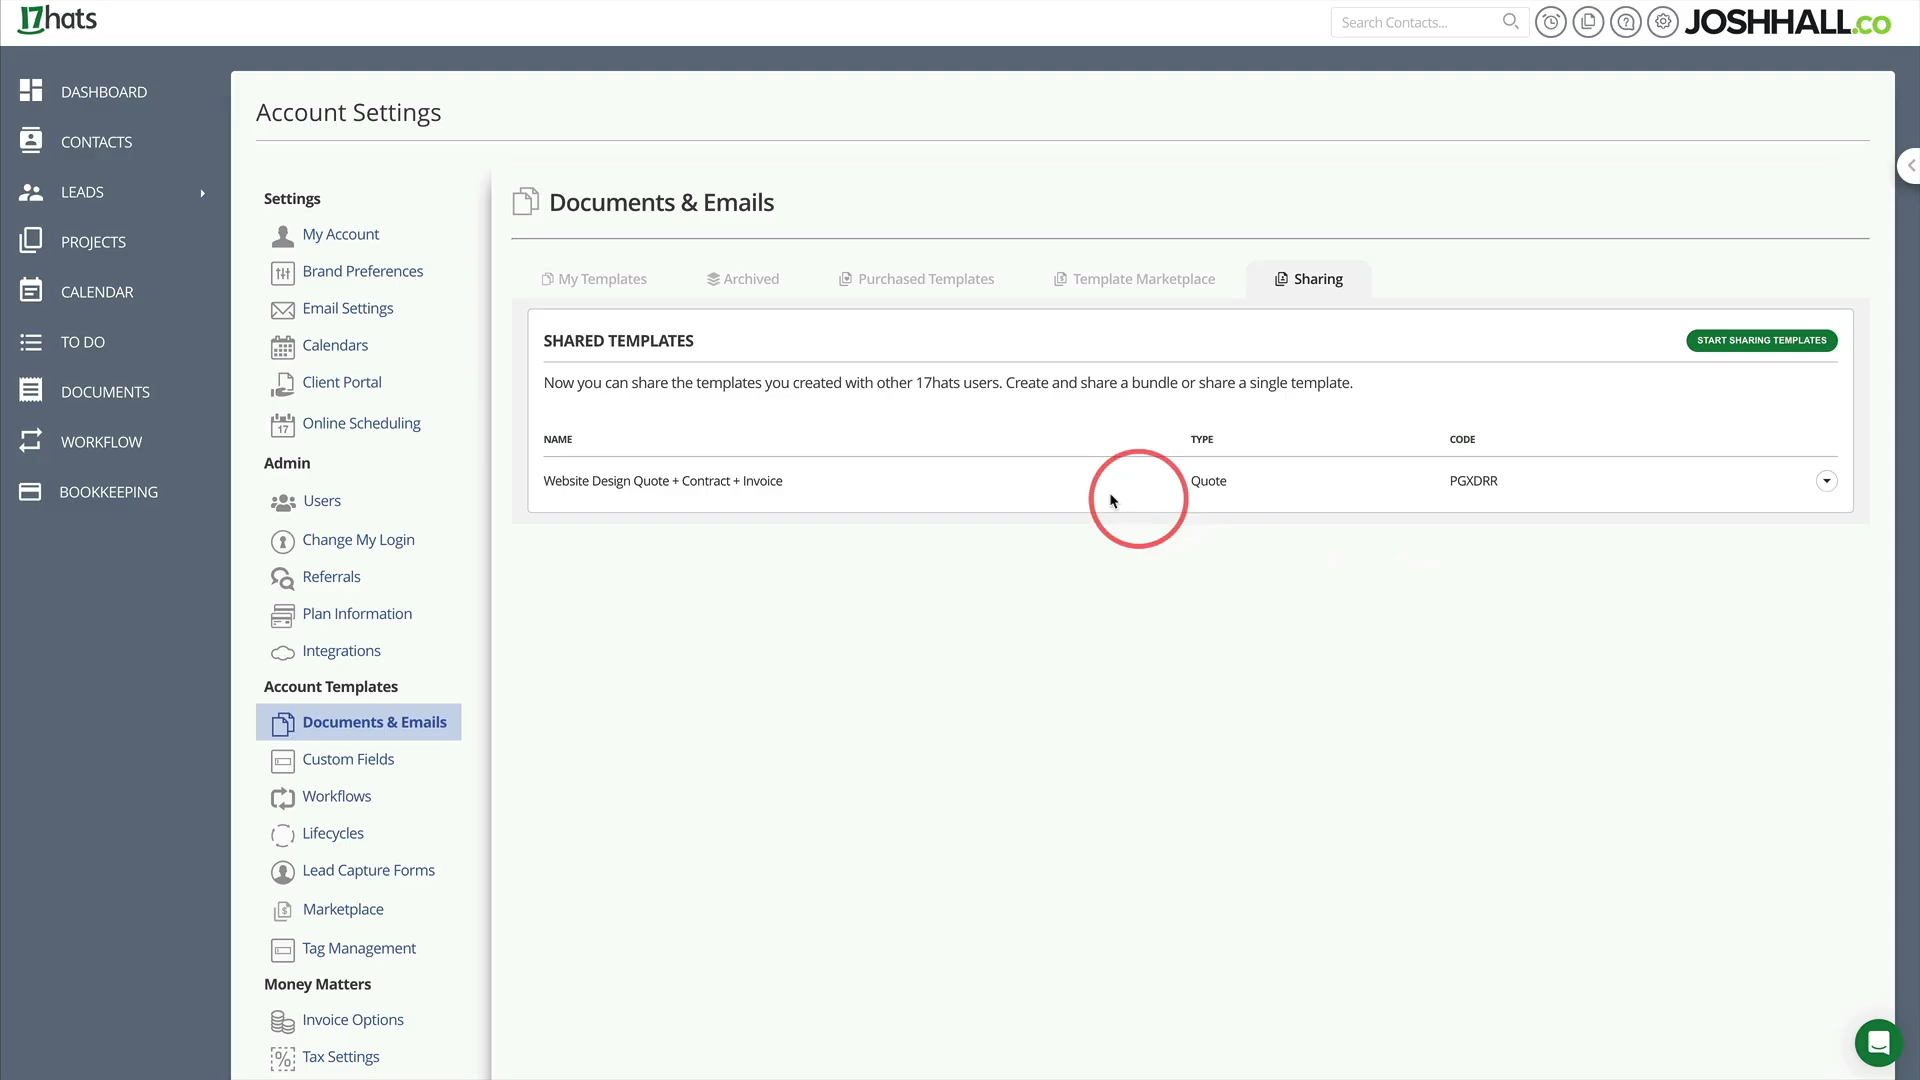 17hats
Search Contacts...
JOSHHALL.CO
DASHBOARD
CONTACTS
LEADS
PROJECTS
CALENDAR
TO DO
DOCUMENTS
WORKFLOW
BOOKKEEPING
Account Settings
Settings
My Account
Brand Preferences
Email Settings
Calendars
Client Portal
17
Online Scheduling
Admin
Users
Change My Login
Referrals
Plan Information
Integrations
Account Templates
Documents & Emails
Custom Fields
Workflows
Lifecycles
Lead Capture Forms
Marketplace
Tag Management
Money Matters
Invoice Options
Tax Settings
Documents & Emails
My Templates
Archived
Purchased Templates
Template Marketplace
Sharing
SHARED TEMPLATES
START SHARING TEMPLATES
Now you can share the templates you created with other 17hats users. Create and share a bundle or share a single template.
NAME TYPE CODE
Website Design Quote + Contract + Invoice Quote PGXDRR